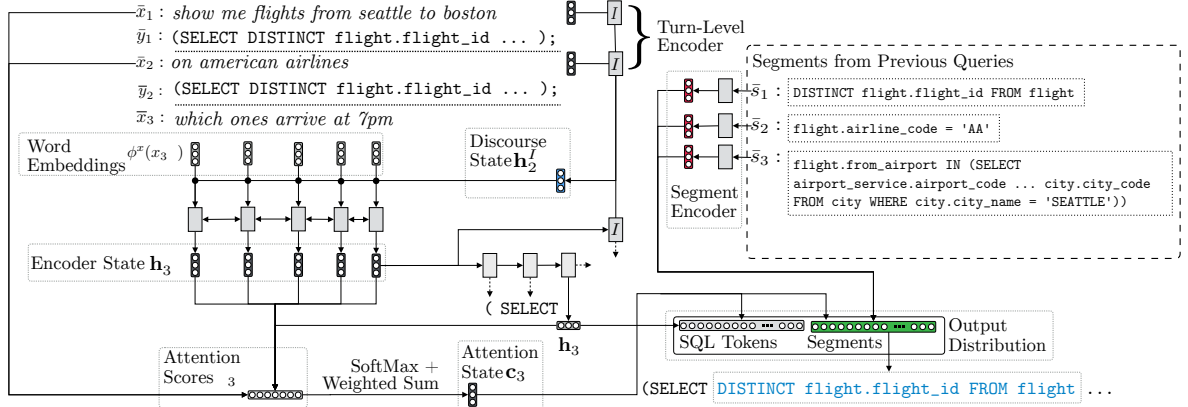 x̄₁ : show me flights from seattle to boston
ȳ₁ : (SELECT DISTINCT flight.flight_id ... );
x̄₂ : on american airlines
ȳ₂ : (SELECT DISTINCT flight.flight_id ... );
x̄₃ : which ones arrive at 7pm
I
I
Turn-Level
Encoder
Segments from Previous Queries
s̄₁ : DISTINCT flight.flight_id FROM flight
s̄₂ : flight.airline_code = 'AA'
s̄₃ : flight.from_airport IN (SELECT
airport_service.airport_code ... city.city_code
FROM city WHERE city.city_name = 'SEATTLE'))
Segment
Encoder
Word
Embeddings
ϕˣ(x₃ )
Discourse
State h₂ᴵ
I
Encoder State h₃
( SELECT
h₃
SQL Tokens
Segments
Output
Distribution
Attention
Scores ₃
SoftMax +
Weighted Sum
Attention
State c₃
(SELECT DISTINCT flight.flight_id FROM flight ...